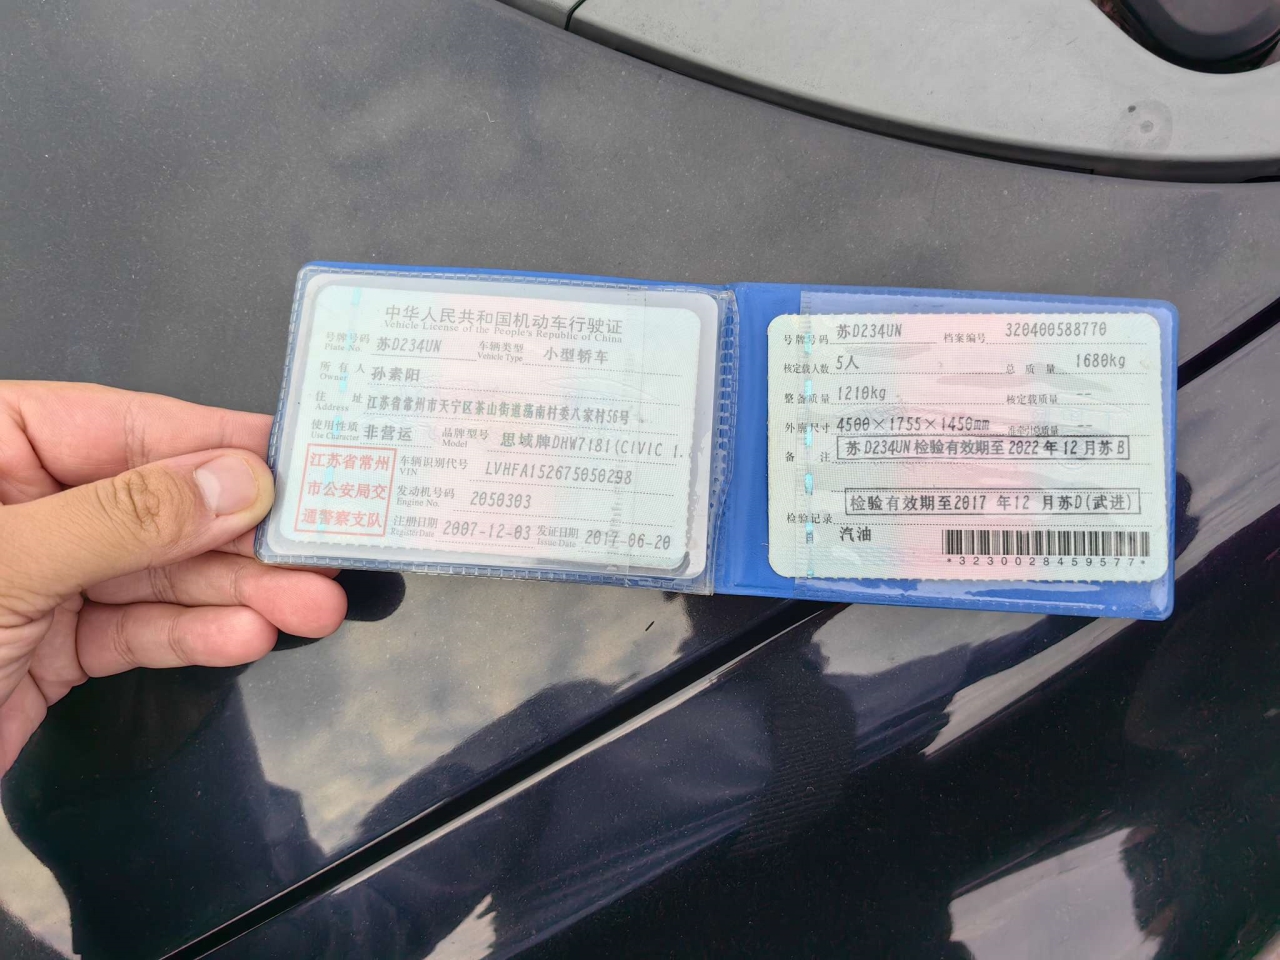 中华人民共和国机动车行驶证
Vehicle License of the People's Republic of China
号牌号码 苏D234UN 车辆类型 小型轿车
Plate No. Vehicle Type
所有人 孙素阳
Owner
住址 江苏省常州市天宁区茶山街道蒲南村委八家村56号
Address
使用性质 非营运 品牌型号 思域牌DHW7181(CIVIC 1.
Use Character Model
江苏省常州
市公安局交
通警察支队
车辆识别代号 LVHFA152675050298
VIN
发动机号码 2050303
Engine No.
注册日期 2007-12-03 发证日期 2017-06-20
Register Date Issue Date
号牌号码 苏D234UN 档案编号 320400588770
核定载人数 5人 总质量 1680kg
整备质量 1210kg 核定载质量 --
外廓尺寸 4500×1755×1450mm 准牵引总质量 --
备注 苏D234UN检验有效期至2022年12月苏B
检验有效期至2017 年12 月苏D(武进)
检验记录
汽油
*3230028459577*